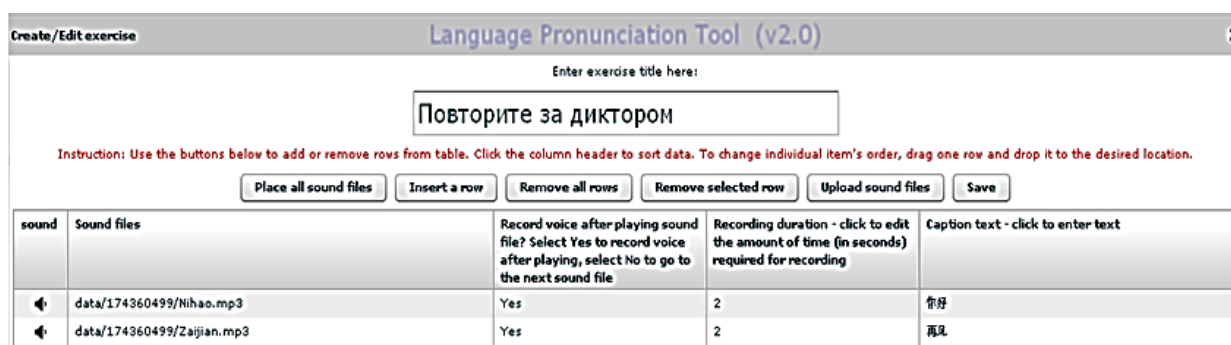 Create/Edit exercise Language Pronunciation Tool (v2.0)
Enter exercise title here:
Повторите за диктором
Instruction: Use the buttons below to add or remove rows from table. Click the column header to sort data. To change individual item's order, drag one row and drop it to the desired location.
Place all sound files Insert a row Remove all rows Remove selected row Upload sound files Save
sound Sound files Record voice after playing sound Recording duration - click to edit Caption text - click to enter text
file? Select Yes to record voice the amount of time (in seconds)
after playing, select No to go to required for recording
the next sound file
data/174360499/Nihao.mp3 Yes 2 你好
data/174360499/Zaijian.mp3 Yes 2 再见